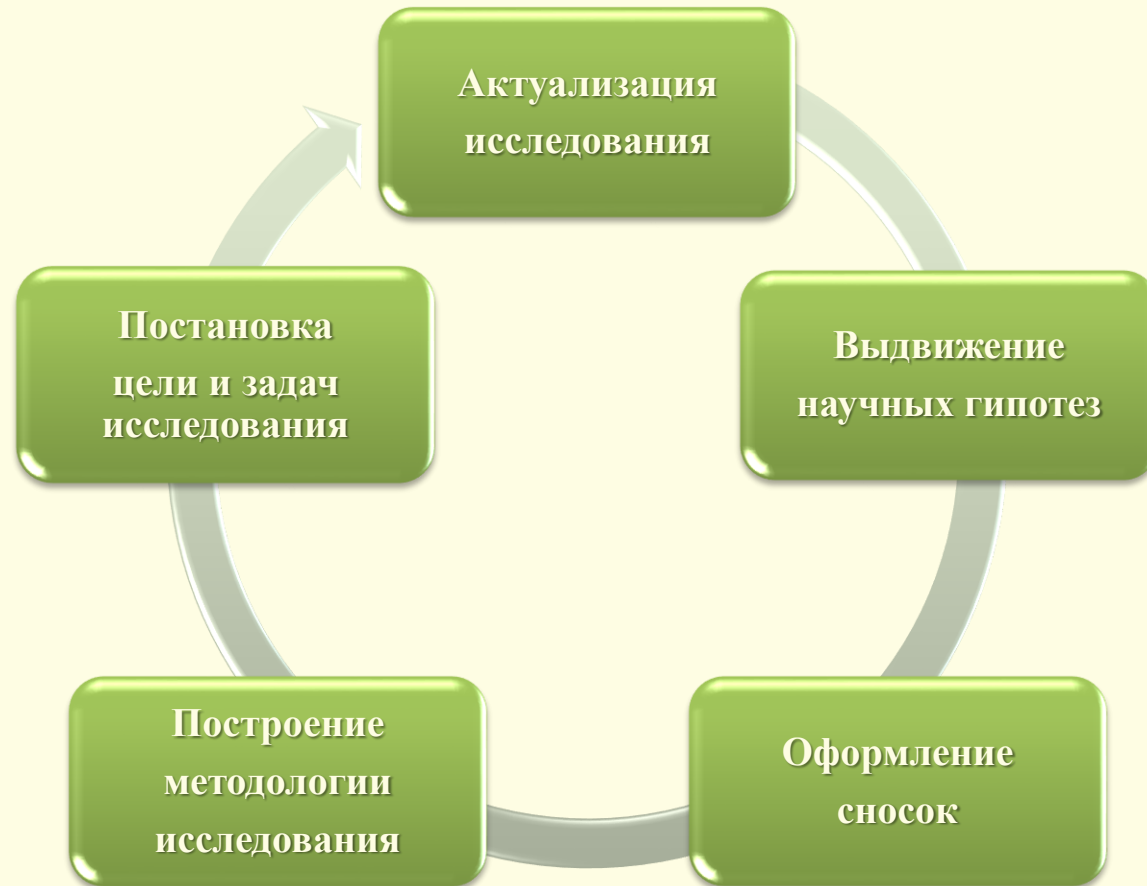 Актуализация
исследования
Выдвижение
научных гипотез
Оформление
сносок
Построение
методологии
исследования
Постановка
цели и задач
исследования